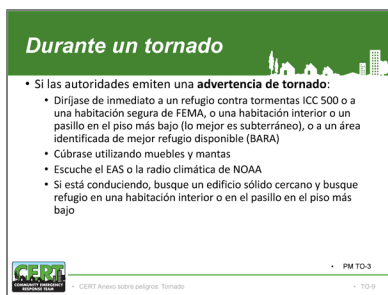 Durante un tornado
• Si las autoridades emiten una advertencia de tornado:
• Diríjase de inmediato a un refugio contra tormentas ICC 500 o a
una habitación segura de FEMA, o una habitación interior o un
pasillo en el piso más bajo (lo mejor es subterráneo), o a un área
identificada de mejor refugio disponible (BARA)
• Cúbrase utilizando muebles y mantas
• Escuche el EAS o la radio climática de NOAA
• Si está conduciendo, busque un edificio sólido cercano y busque
refugio en una habitación interior o en el pasillo en el piso más
bajo
• PM TO-3
CERT
COMMUNITY EMERGENCY
RESPONSE TEAM
• CERT Anexo sobre peligros: Tornado
• TO-9